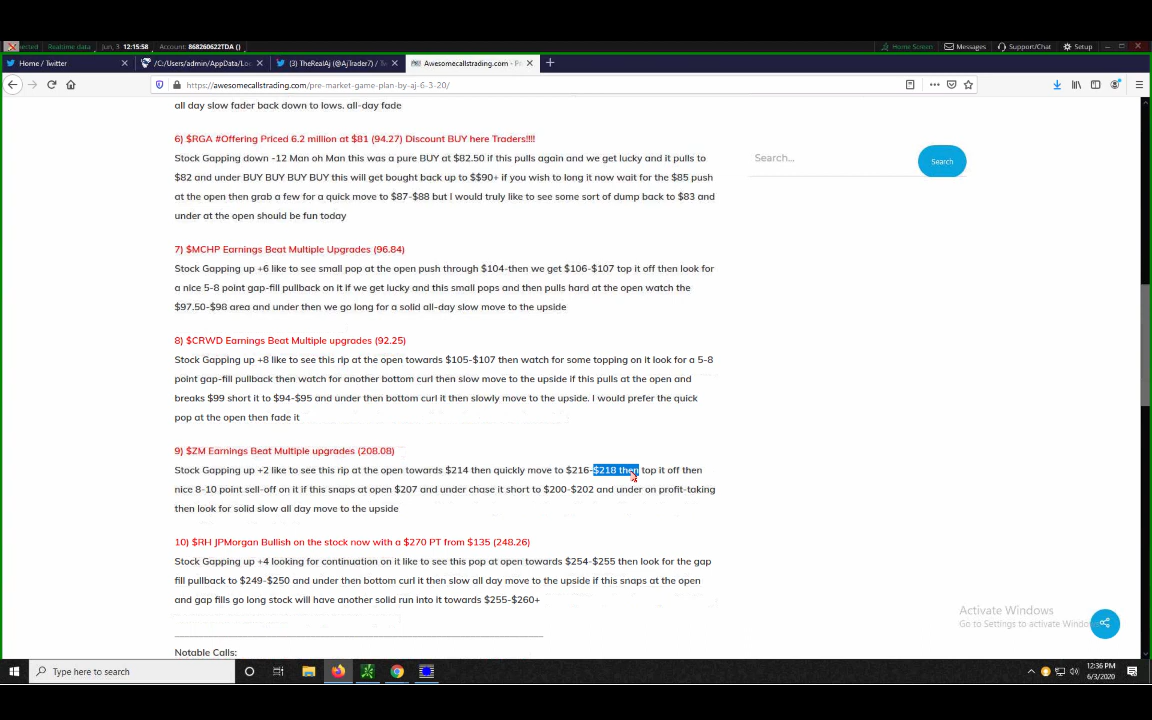 Realtime data
Jun, 3 12:15:58
Account: 868260622TDA ()
Home Screen
Messages
Support/Chat
Setup
Home / Twitter
/C:/Users/admin/AppData/Lo
(3) TheRealAj (@AjTrader7) / Tw
Awesomecallstrading.com - P
https://awesomecallstrading.com/pre-market-game-plan-by-aj-6-3-20/
all day slow fader back down to lows. all-day fade
6) $RGA #Offering Priced 6.2 million at $81 (94.27) Discount BUY here Traders!!!!
Stock Gapping down -12 Man oh Man this was a pure BUY at $82.50 if this pulls again and we get lucky and it pulls to
$82 and under BUY BUY BUY BUY this will get bought back up to $$90+ if you wish to long it now wait for the $85 push
at the open then grab a few for a quick move to $87-$88 but I would truly like to see some sort of dump back to $83 and
under at the open should be fun today
Search...
Search
7) $MCHP Earnings Beat Multiple Upgrades (96.84)
Stock Gapping up +6 like to see small pop at the open push through $104-then we get $106-$107 top it off then look for
a nice 5-8 point gap-fill pullback on it if we get lucky and this small pops and then pulls hard at the open watch the
$97.50-$98 area and under then we go long for a solid all-day slow move to the upside
8) $CRWD Earnings Beat Multiple upgrades (92.25)
Stock Gapping up +8 like to see this rip at the open towards $105-$107 then watch for some topping on it look for a 5-8
point gap-fill pullback then watch for another bottom curl then slow move to the upside if this pulls at the open and
breaks $99 short it to $94-$95 and under then bottom curl it then slowly move to the upside. I would prefer the quick
pop at the open then fade it
9) $ZM Earnings Beat Multiple upgrades (208.08)
Stock Gapping up +2 like to see this rip at the open towards $214 then quickly move to $216-$218 then top it off then
nice 8-10 point sell-off on it if this snaps at open $207 and under chase it short to $200-$202 and under on profit-taking
then look for solid slow all day move to the upside
10) $RH JPMorgan Bullish on the stock now with a $270 PT from $135 (248.26)
Stock Gapping up +4 looking for continuation on it like to see this pop at open towards $254-$255 then look for the gap
fill pullback to $249-$250 and under then bottom curl it then slow all day move to the upside if this snaps at the open
and gap fills go long stock will have another solid run into it towards $255-$260+
Notable Calls:
Activate Windows
Go to Settings to activate Windo
Type here to search
12:36 PM
6/3/2020